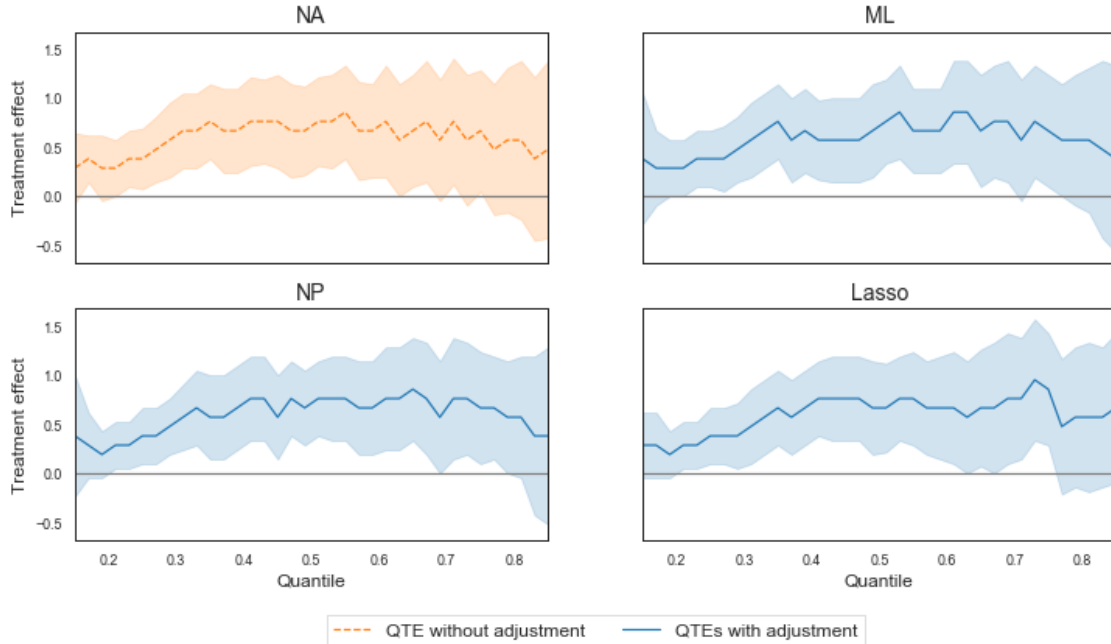 NA
ML
1.5
1.0
0.5
0.0
−0.5
Treatment effect
NP
Lasso
1.5
1.0
0.5
0.0
−0.5
Treatment effect
0.2 0.3 0.4 0.5 0.6 0.7 0.8
Quantile
0.2 0.3 0.4 0.5 0.6 0.7 0.8
Quantile
QTE without adjustment
QTEs with adjustment